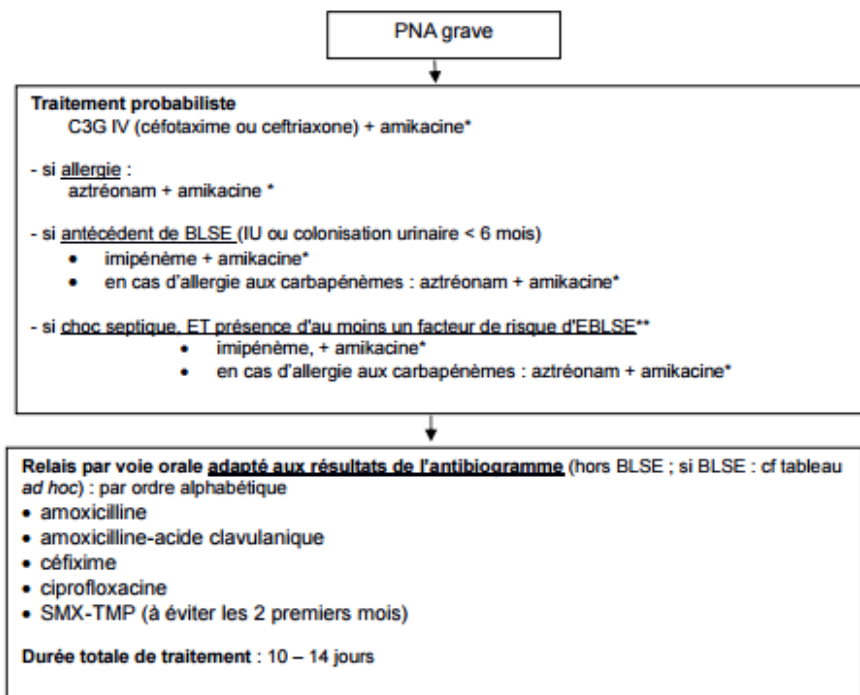 PNA grave
Traitement probabiliste
C3G IV (céfotaxime ou ceftriaxone) + amikacine*
- si allergie :
aztréonam + amikacine *
- si antécédent de BLSE (IU ou colonisation urinaire < 6 mois)
• imipénème + amikacine*
• en cas d'allergie aux carbapénèmes : aztréonam + amikacine*
- si choc septique, ET présence d'au moins un facteur de risque d'EBLSE**
• imipénème, + amikacine*
• en cas d'allergie aux carbapénèmes : aztréonam + amikacine*
Relais par voie orale adapté aux résultats de l'antibiogramme (hors BLSE ; si BLSE : cf tableau
ad hoc) : par ordre alphabétique
• amoxicilline
• amoxicilline-acide clavulanique
• céfixime
• ciprofloxacine
• SMX-TMP (à éviter les 2 premiers mois)
Durée totale de traitement : 10 – 14 jours